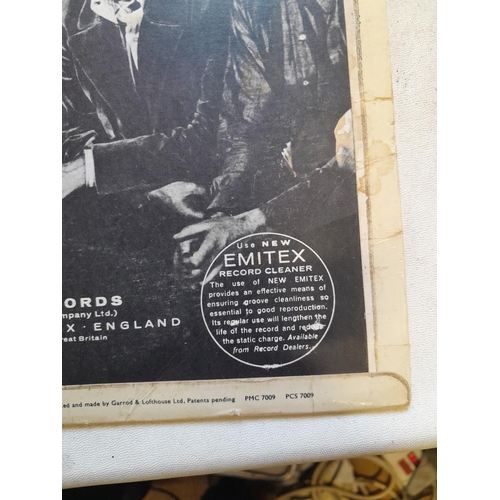 Use NEW
EMITEX
RECORD CLEANER
The use of NEW EMITEX
provides an effective means of
ensuring groove cleanliness so
essential to good reproduction.
Its regular use will lengthen the
life of the record and reduce
the static charge. Available
from Record Dealers.
ORDS
mpany Ltd.)
X · ENGLAND
reat Britain
ed and made by Garrod & Lofthouse Ltd, Patents pending PMC 7009 PCS 7009